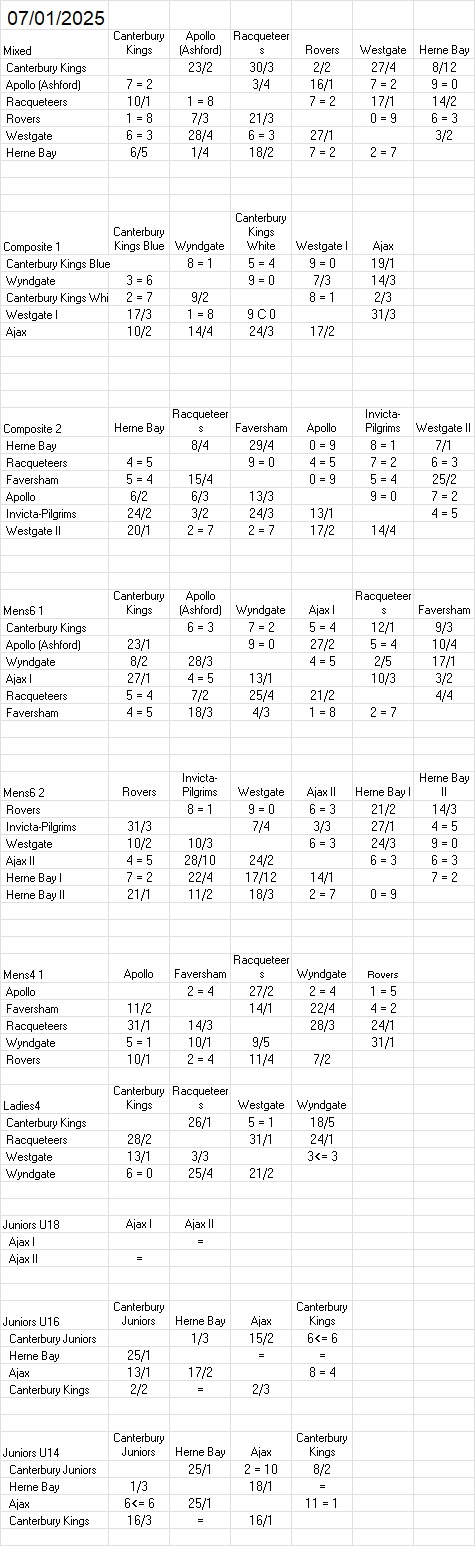 07/01/2025
Mixed Canterbury Kings Apollo (Ashford) Racqueteer s Rovers Westgate Herne Bay
Canterbury Kings 23/2 30/3 2/2 27/4 8/12
Apollo (Ashford) 7 = 2 3/4 16/1 7 = 2 9 = 0
Racqueteers 10/1 1 = 8 7 = 2 17/1 14/2
Rovers 1 = 8 7/3 21/3 0 = 9 6 = 3
Westgate 6 = 3 28/4 6 = 3 27/1 3/2
Herne Bay 6/5 1/4 18/2 7 = 2 2 = 7
Composite 1 Canterbury Kings Blue Wyndgate Canterbury Kings White Westgate I Ajax
Canterbury Kings Blue 8 = 1 5 = 4 9 = 0 19/1
Wyndgate 3 = 6 9 = 0 7/3 14/3
Canterbury Kings Whi 2 = 7 9/2 8 = 1 2/3
Westgate I 17/3 1 = 8 9 C 0 31/3
Ajax 10/2 14/4 24/3 17/2
Composite 2 Herne Bay Racqueteer s Faversham Apollo Invicta-Pilgrims Westgate II
Herne Bay 8/4 29/4 0 = 9 8 = 1 7/1
Racqueteers 4 = 5 9 = 0 4 = 5 7 = 2 6 = 3
Faversham 5 = 4 15/4 0 = 9 5 = 4 25/2
Apollo 6/2 6/3 13/3 9 = 0 7 = 2
Invicta-Pilgrims 24/2 3/2 24/3 13/1 4 = 5
Westgate II 20/1 2 = 7 2 = 7 17/2 14/4
Mens6 1 Canterbury Kings Apollo (Ashford) Wyndgate Ajax I Racqueteer s Faversham
Canterbury Kings 6 = 3 7 = 2 5 = 4 12/1 9/3
Apollo (Ashford) 23/1 9 = 0 27/2 5 = 4 10/4
Wyndgate 8/2 28/3 4 = 5 2/5 17/1
Ajax I 27/1 4 = 5 13/1 10/3 3/2
Racqueteers 5 = 4 7/2 25/4 21/2 4/4
Faversham 4 = 5 18/3 4/3 1 = 8 2 = 7
Mens6 2 Rovers Invicta-Pilgrims Westgate Ajax II Herne Bay I Herne Bay II
Rovers 8 = 1 9 = 0 6 = 3 21/2 14/3
Invicta-Pilgrims 31/3 7/4 3/3 27/1 4 = 5
Westgate 10/2 10/3 6 = 3 24/3 9 = 0
Ajax II 4 = 5 28/10 24/2 6 = 3 6 = 3
Herne Bay I 7 = 2 22/4 17/12 14/1 7 = 2
Herne Bay II 21/1 11/2 18/3 2 = 7 0 = 9
Mens4 1 Apollo Faversham Racqueteer s Wyndgate Rovers
Apollo 2 = 4 27/2 2 = 4 1 = 5
Faversham 11/2 14/1 22/4 4 = 2
Racqueteers 31/1 14/3 28/3 24/1
Wyndgate 5 = 1 10/1 9/5 31/1
Rovers 10/1 2 = 4 11/4 7/2
Ladies4 Canterbury Kings Racqueteer s Westgate Wyndgate
Canterbury Kings 26/1 5 = 1 18/5
Racqueteers 28/2 31/1 24/1
Westgate 13/1 3/3 3<= 3
Wyndgate 6 = 0 25/4 21/2
Juniors U18 Ajax I Ajax II
Ajax I =
Ajax II =
Juniors U16 Canterbury Juniors Herne Bay Ajax Canterbury Kings
Canterbury Juniors 1/3 15/2 6<= 6
Herne Bay 25/1 = =
Ajax 13/1 17/2 8 = 4
Canterbury Kings 2/2 = 2/3
Juniors U14 Canterbury Juniors Herne Bay Ajax Canterbury Kings
Canterbury Juniors 25/1 2 = 10 8/2
Herne Bay 1/3 18/1 =
Ajax 6<= 6 25/1 11 = 1
Canterbury Kings 16/3 = 16/1